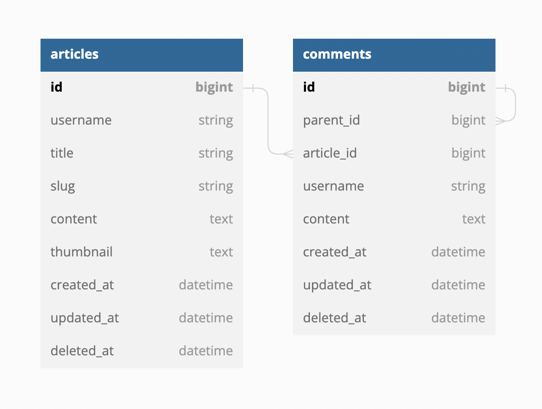 articles
id bigint
username string
title string
slug string
content text
thumbnail text
created_at datetime
updated_at datetime
deleted_at datetime
comments
id bigint
parent_id bigint
article_id bigint
username string
content text
created_at datetime
updated_at datetime
deleted_at datetime